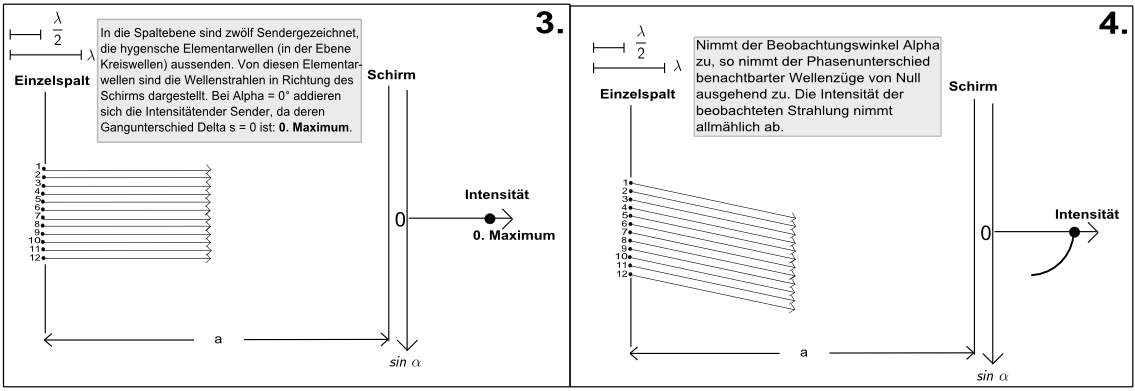 3.
λ
2
λ
In die Spaltebene sind zwölf Sendergezeichnet,
die hygensche Elementarwellen (in der Ebene
Kreiswellen) aussenden. Von diesen Elementar-
wellen sind die Wellenstrahlen in Richtung des
Schirms dargestellt. Bei Alpha = 0° addieren
sich die Intensitätender Sender, da deren
Gangunterschied Delta s = 0 ist: 0. Maximum.
Einzelspalt
Schirm
1
2
3
4
5
6
7
8
9
10
11
12
Intensität
0
0. Maximum
a
sin α
4.
λ
2
λ
Nimmt der Beobachtungswinkel Alpha
zu, so nimmt der Phasenunterschied
benachtbarter Wellenzüge von Null
ausgehend zu. Die Intensität der
beobachteten Strahlung nimmt
allmählich ab.
Einzelspalt
Schirm
1
2
3
4
5
6
7
8
9
10
11
12
Intensität
0
a
sin α